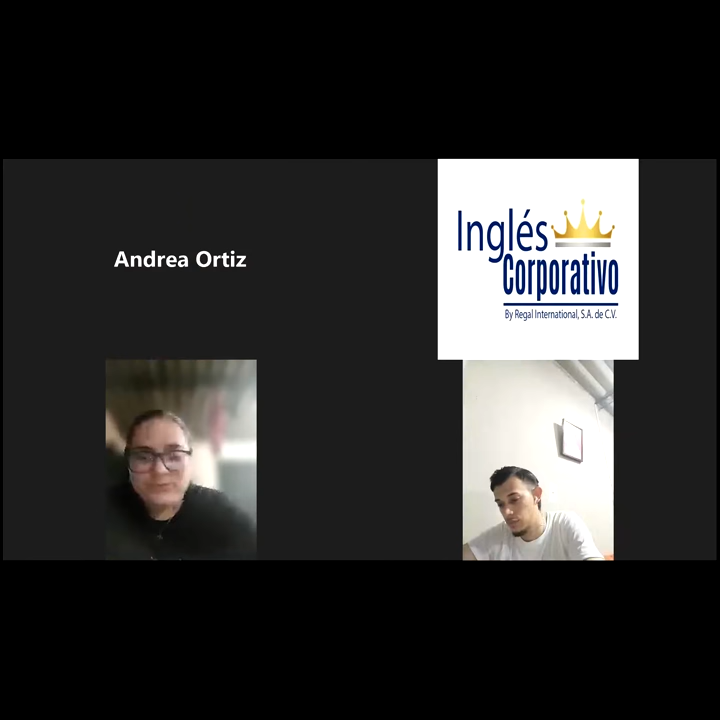 Andrea Ortiz
Inglés
Corporativo
By Regal International, S.A. de C.V.